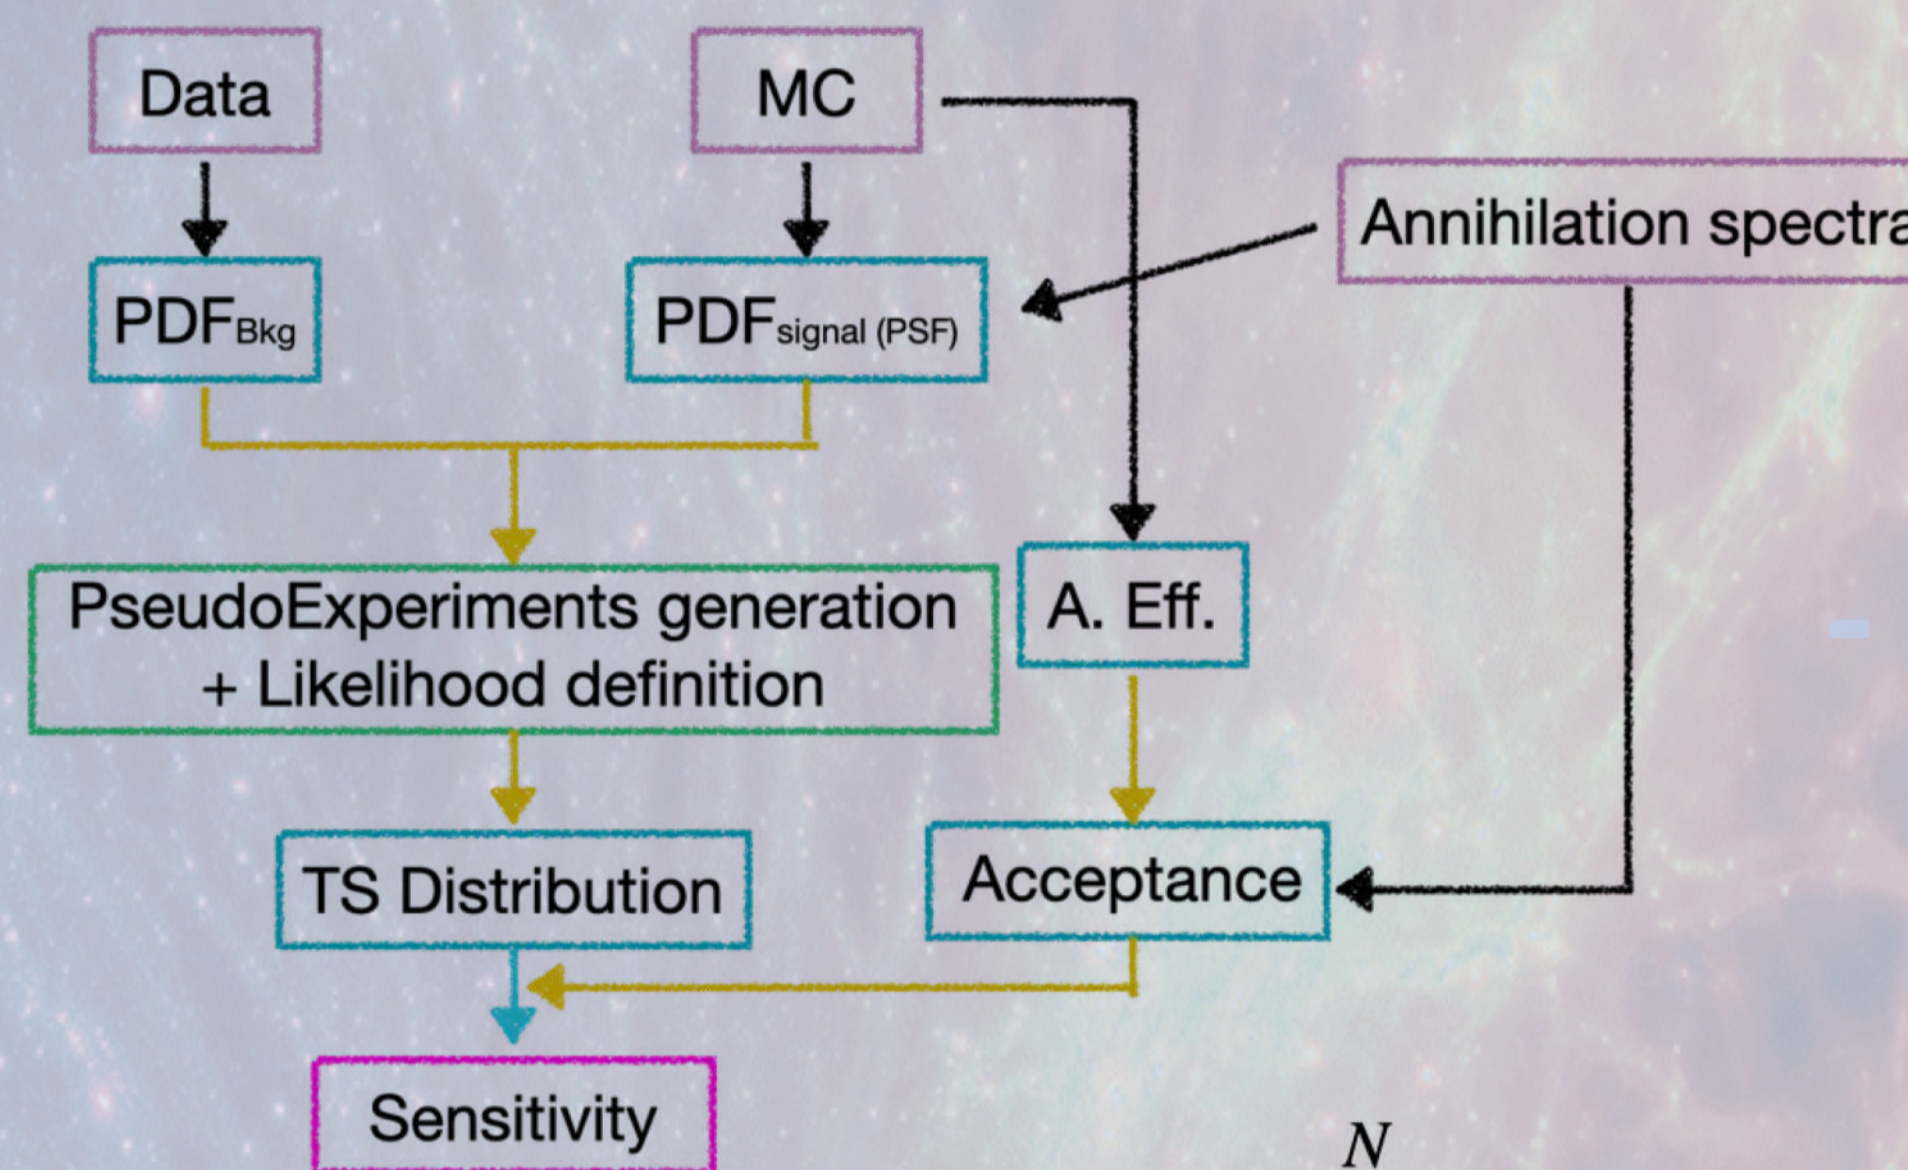 Data
MC
Annihilation spectra
PDFBkg
PDFsignal (PSF)
PseudoExperiments generation
+ Likelihood definition
A. Eff.
TS Distribution
Acceptance
Sensitivity
N